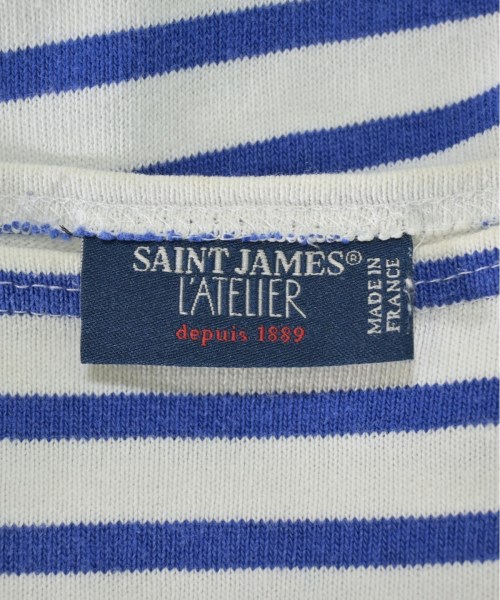 SAINT JAMES®
L'ATELIER
depuis 1889
MADE IN
FRANCE